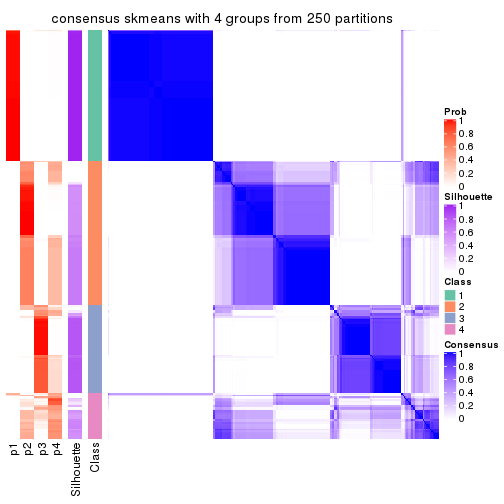 consensus skmeans with 4 groups from 250 partitions
Prob
1
0.8
0.6
0.4
0.2
0
Silhouette
1
0.8
0.6
0.4
0.2
0
Class
1
2
3
4
Consensus
1
0.8
0.6
0.4
0.2
0
p1
p2
p3
p4
Silhouette
Class